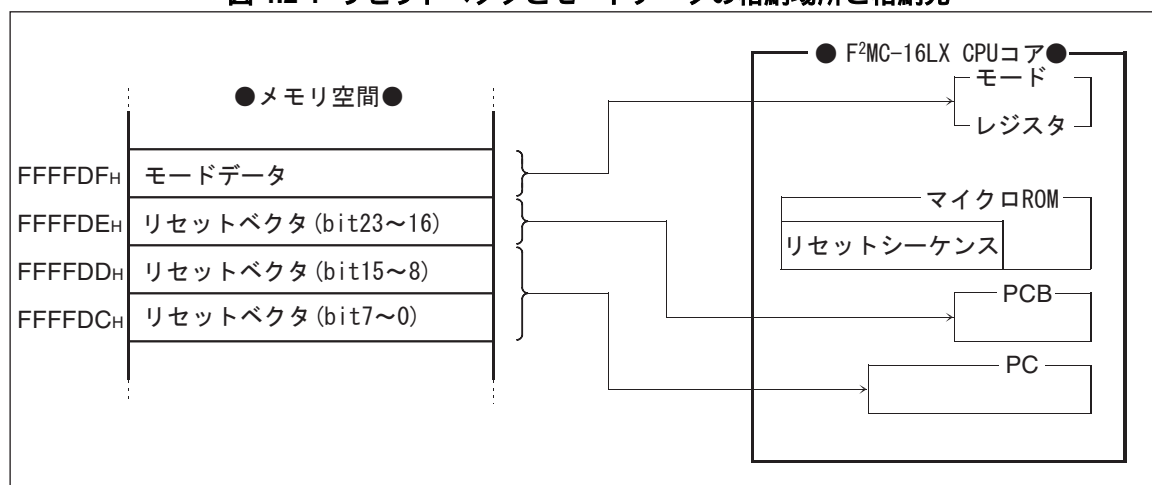 ● F²MC-16LX CPUコア●
●メモリ空間●
モード
レジスタ
FFFFDFH モードデータ
FFFFDEH リセットベクタ(bit23～16)
FFFFDDH リセットベクタ(bit15～8)
FFFFDCH リセットベクタ(bit7～0)
マイクロROM
リセットシーケンス
PCB
PC